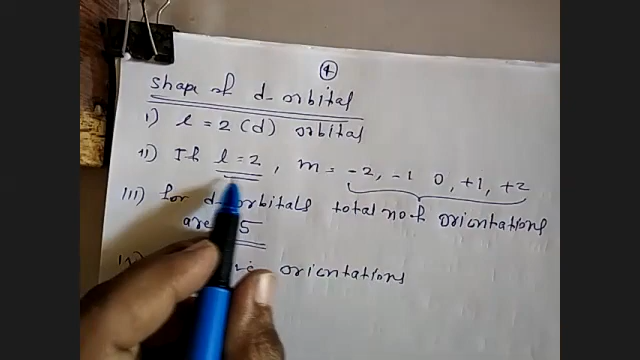 4
Shape of d-orbital
i) l = 2 (d) orbital
ii) If l = 2, m = -2, -1 0, +1, +2
iii) for d-orbitals total no of orientations
are 5
orientations